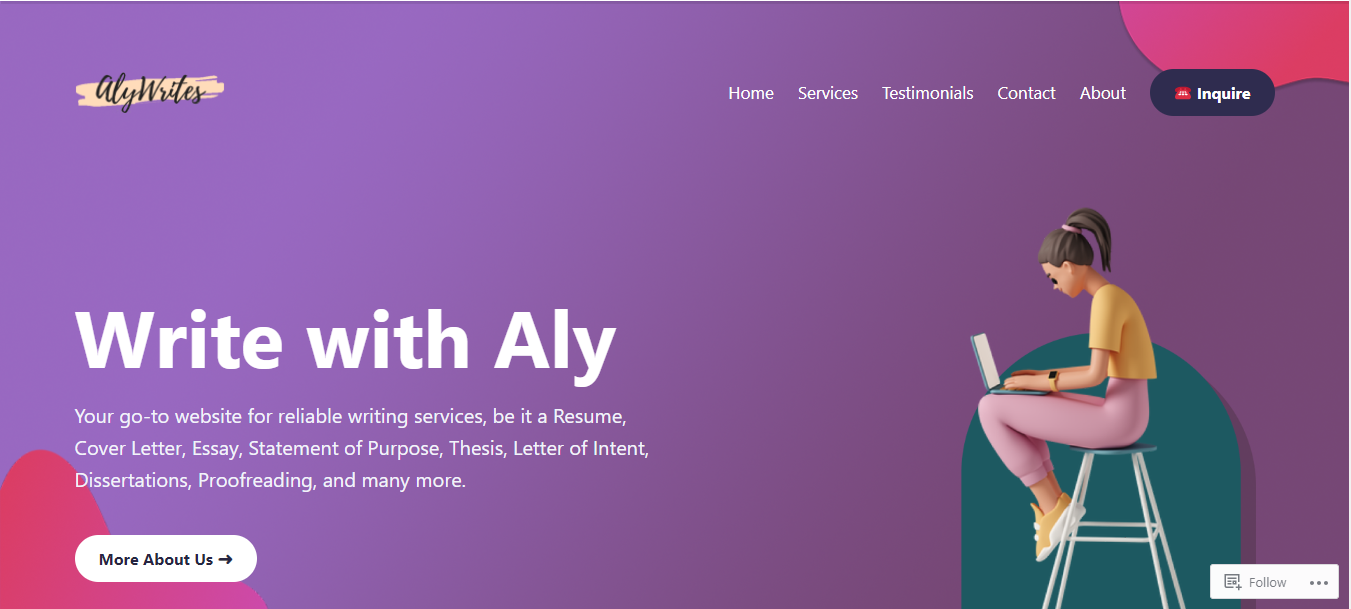 AlyWrites
Home Services Testimonials Contact About Inquire
Write with Aly
Your go-to website for reliable writing services, be it a Resume,
Cover Letter, Essay, Statement of Purpose, Thesis, Letter of Intent,
Dissertations, Proofreading, and many more.
More About Us ➜
Follow